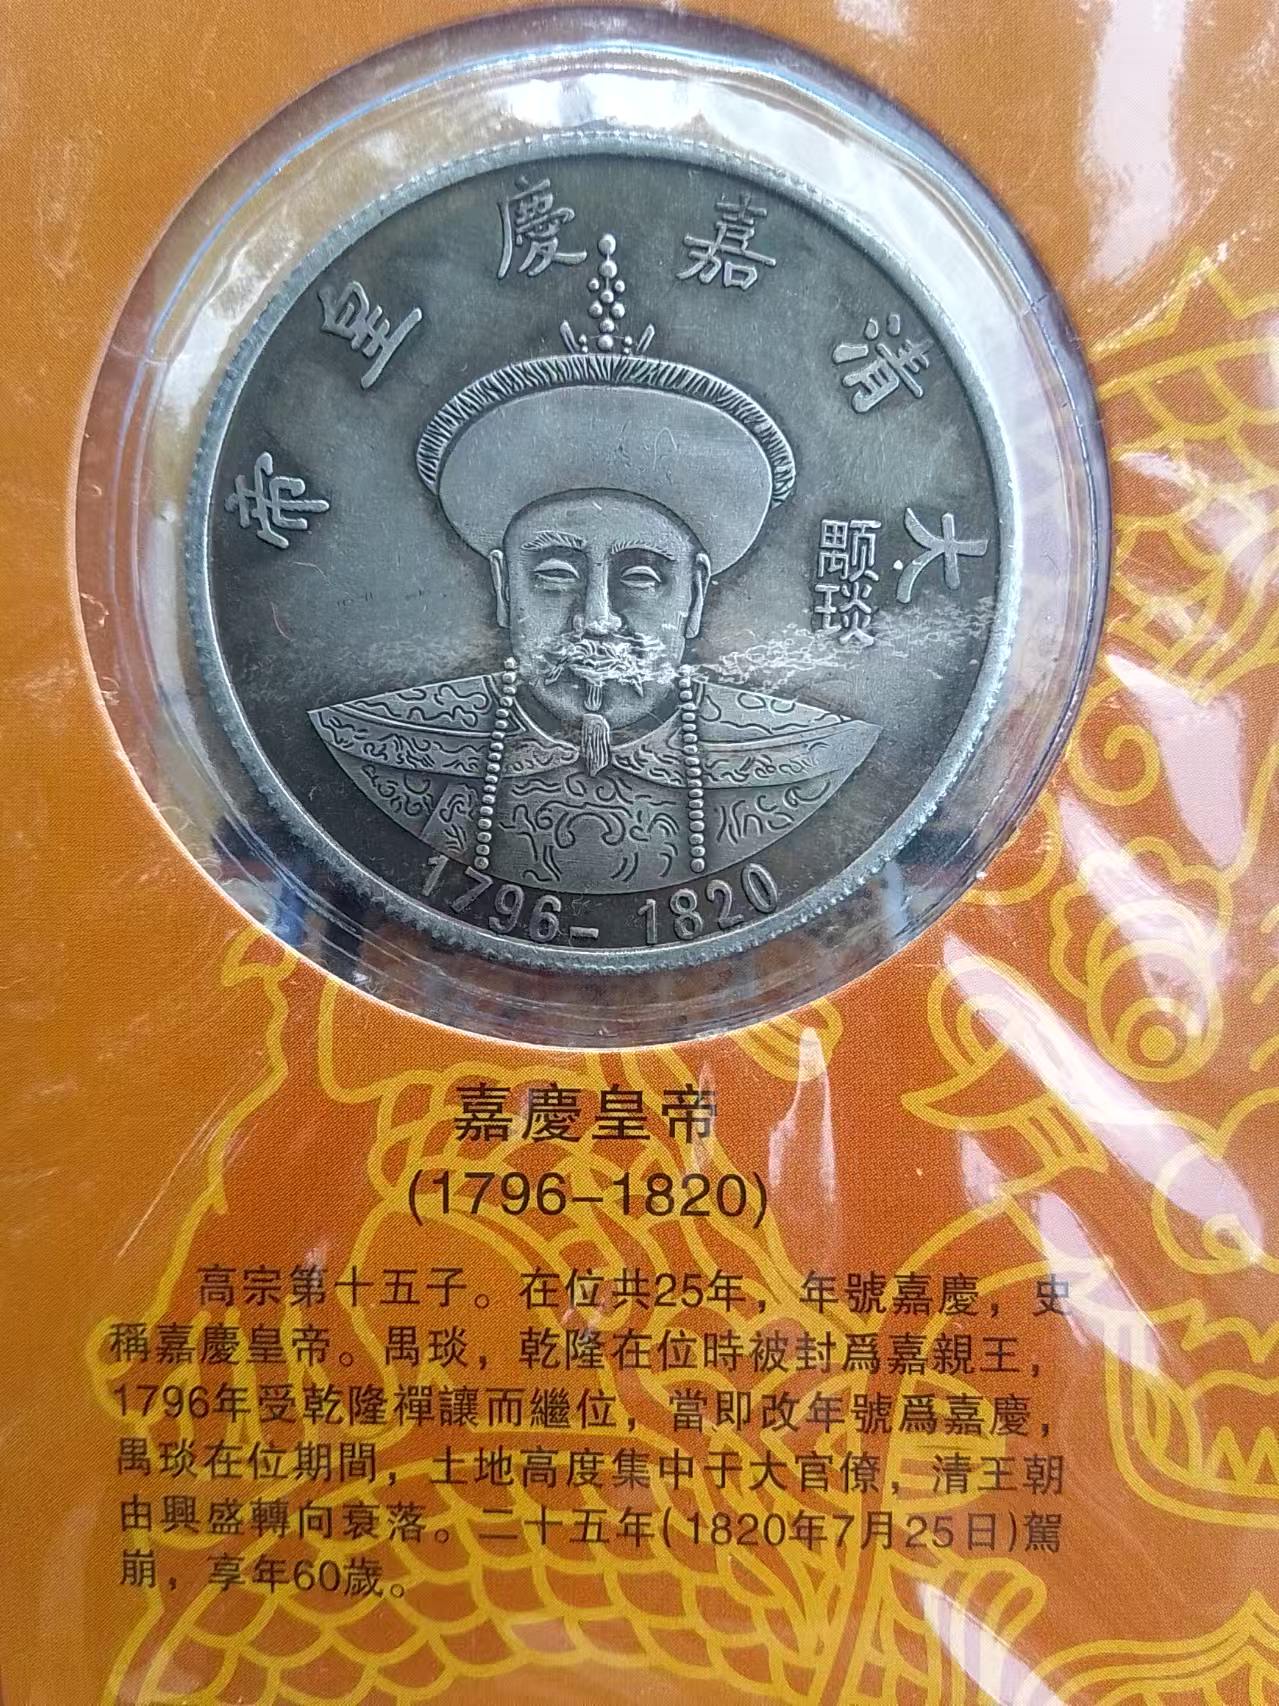 大清嘉慶皇帝
顒琰
1796-1820
嘉慶皇帝
(1796-1820)
高宗第十五子。在位共25年，年號嘉慶，史
稱嘉慶皇帝。禺琰，乾隆在位時被封爲嘉親王，
1796年受乾隆禪讓而繼位，當即改年號爲嘉慶，
禺琰在位期間，土地高度集中于大官僚，清王朝
由興盛轉向衰落。二十五年(1820年7月25日)駕
崩，享年60歲。